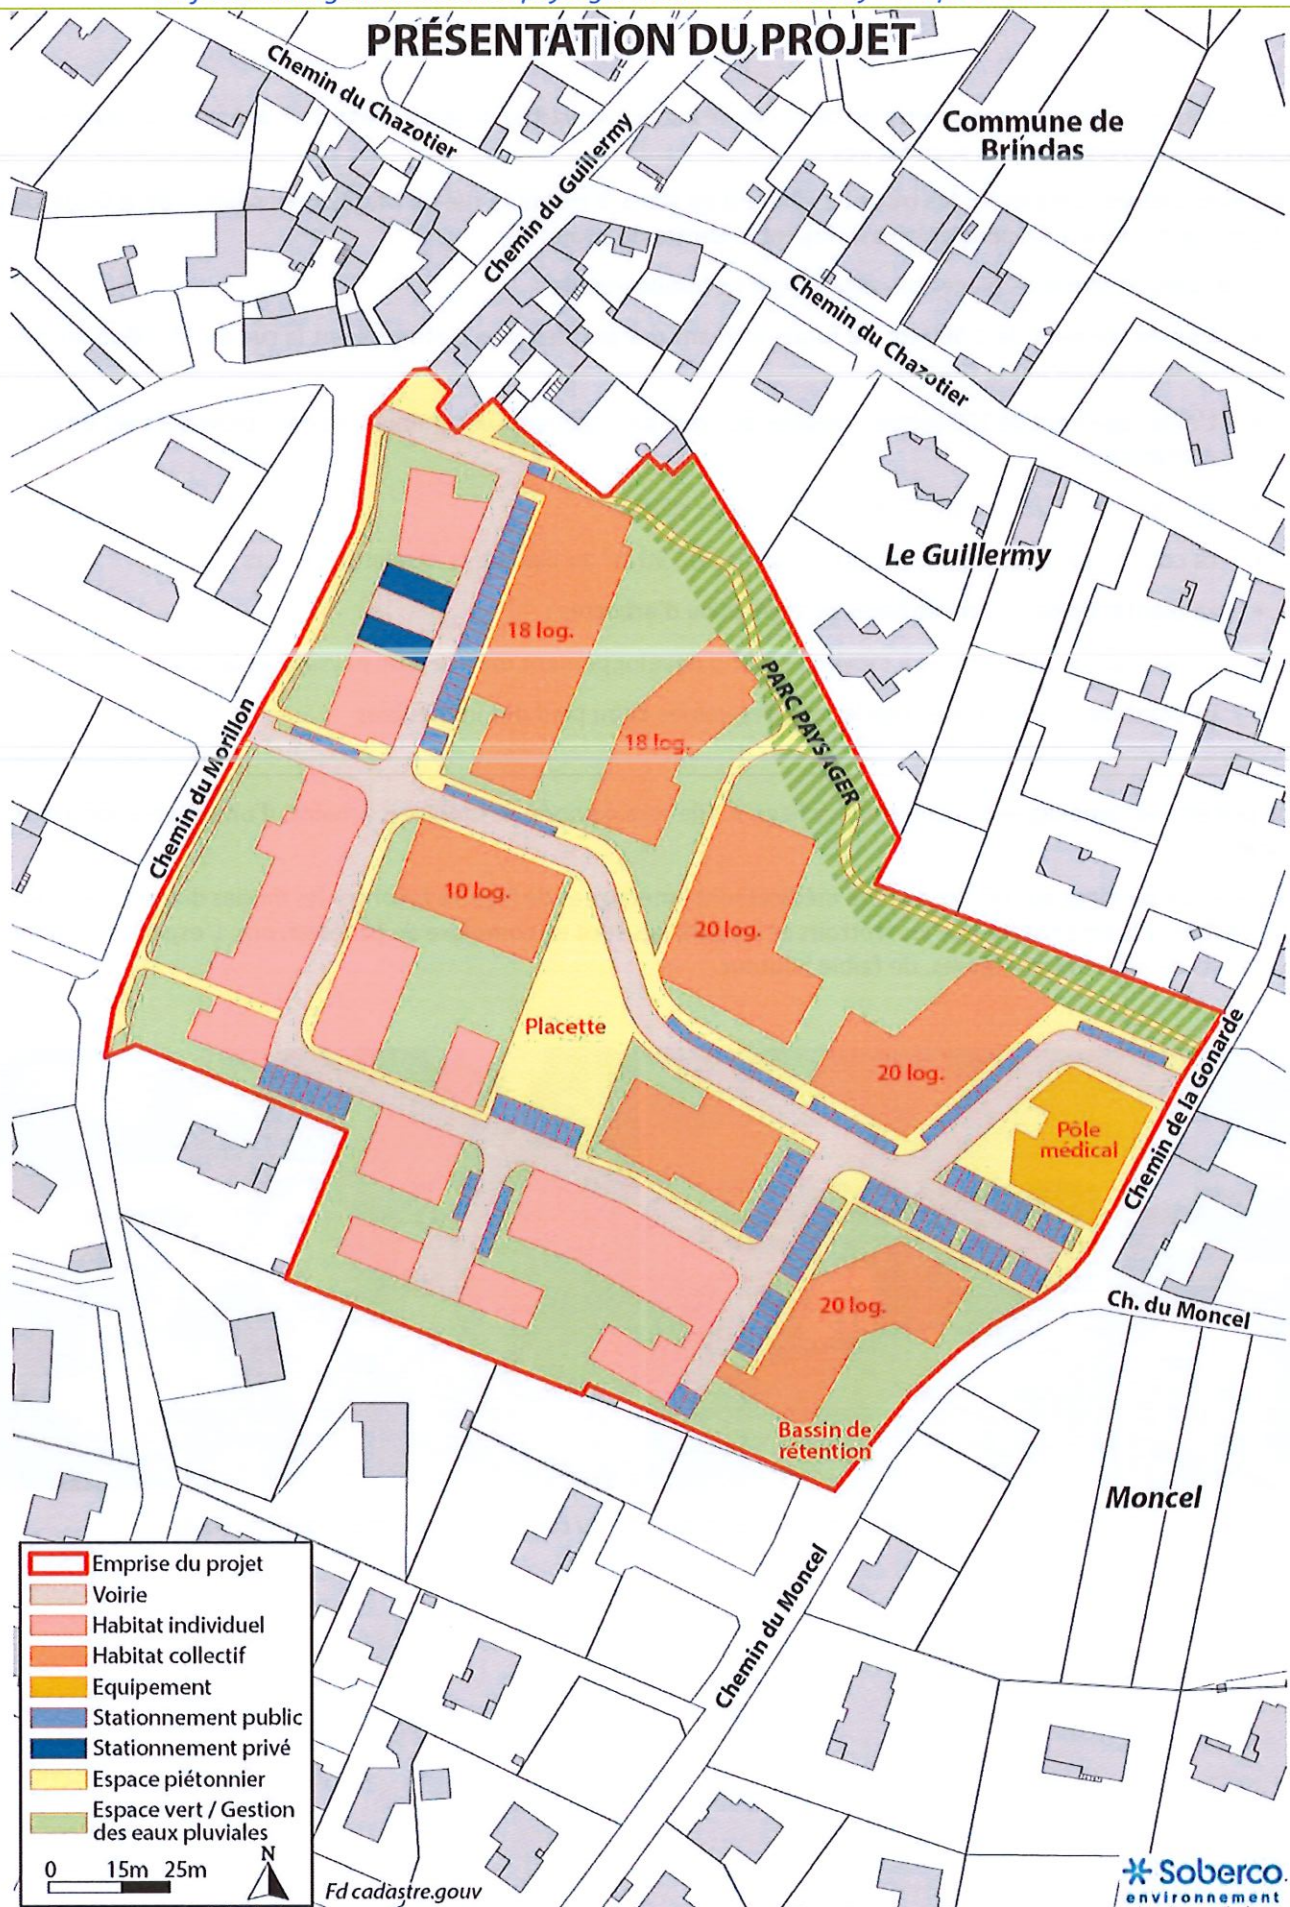 PRÉSENTATION DU PROJET
Chemin du Chazotier
Chemin du Guillermy
Commune de
Brindas
Chemin du Chazotier
Le Guillermy
18 log.
18 log.
PARC PAYSAGER
Chemin du Morillon
10 log.
20 log.
Placette
20 log.
Pôle
médical
Chemin de la Gonarde
20 log.
Ch. du Moncel
Bassin de
rétention
Moncel
Chemin du Moncel
Emprise du projet
Voirie
Habitat individuel
Habitat collectif
Equipement
Stationnement public
Stationnement privé
Espace piétonnier
Espace vert / Gestion
des eaux pluviales
0 15m 25m
N
Fd cadastre.gouv
Soberco
environnement